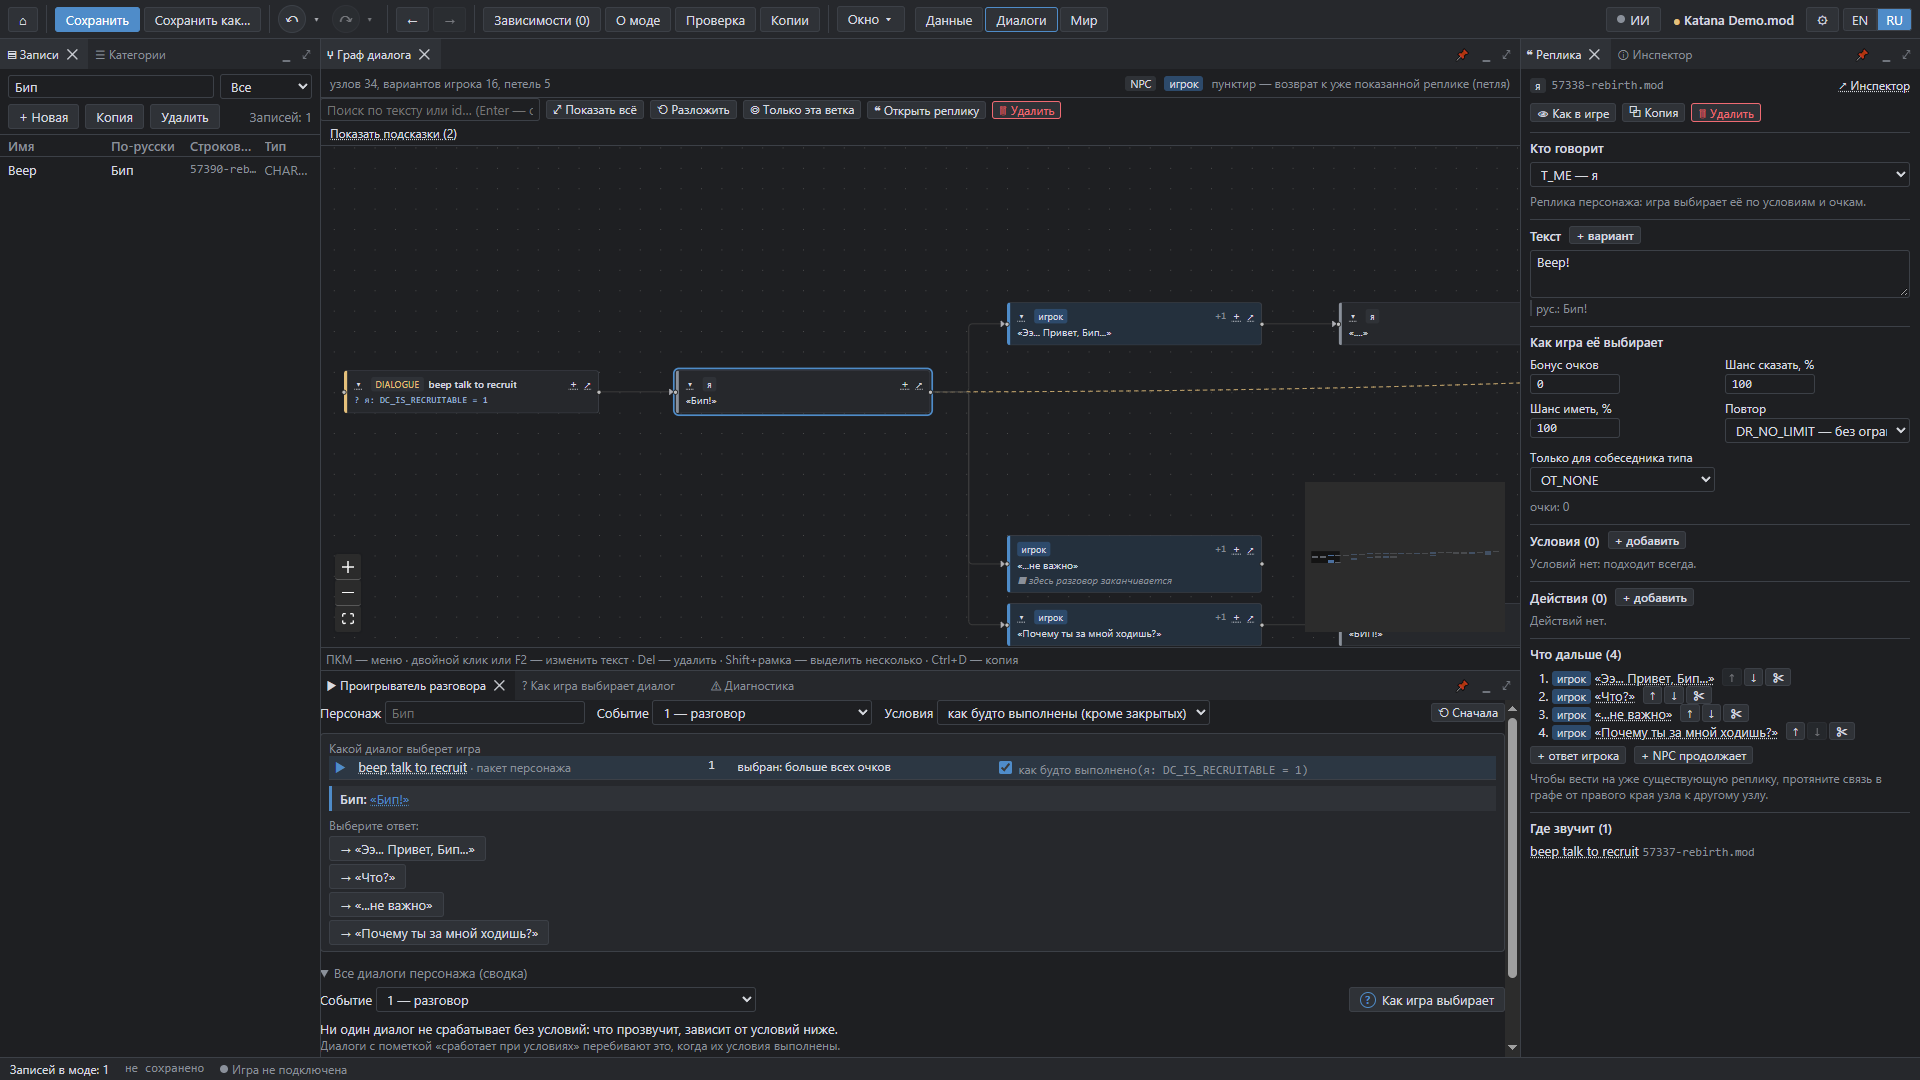 Сохранить Сохранить как... Зависимости (0) О моде Проверка Копии Окно Данные Диалоги Мир ИИ Katana Demo.mod EN RU
Записи Категории
Бип Все
+ Новая Копия Удалить Записей: 1
Имя По-русски Строков... Тип
Beep Бип 57390-reb... CHAR...
Граф диалога
узлов 34, вариантов игрока 16, петель 5 NPC игрок пунктир — возврат к уже показанной реплике (петля)
Поиск по тексту или id... (Enter — с Показать всё Разложить Только эта ветка Открыть реплику Удалить
Показать подсказки (2)
DIALOGUE beep talk to recruit
? я: DC_IS_RECRUITABLE = 1
я
«Бип!»
игрок +1
«Ээ... Привет, Бип...»
я
«....»
игрок +1
«...не важно»
здесь разговор заканчивается
игрок +1
«Почему ты за мной ходишь?»
«БИП!»
ПКМ — меню · двойной клик или F2 — изменить текст · Del — удалить · Shift+рамка — выделить несколько · Ctrl+D — копия
Проигрыватель разговора ? Как игра выбирает диалог Диагностика
Персонаж Бип Событие 1 — разговор Условия как будто выполнены (кроме закрытых) Сначала
Какой диалог выберет игра
beep talk to recruit · пакет персонажа 1 выбран: больше всех очков как будто выполнено(я: DC_IS_RECRUITABLE = 1)
Бип: «Бип!»
Выберите ответ:
→ «Ээ... Привет, Бип...»
→ «Что?»
→ «...не важно»
→ «Почему ты за мной ходишь?»
Все диалоги персонажа (сводка)
Событие 1 — разговор ? Как игра выбирает
Ни один диалог не срабатывает без условий: что прозвучит, зависит от условий ниже.
Диалоги с пометкой «сработает при условиях» перебивают это, когда их условия выполнены.
Реплика Инспектор
я 57338-rebirth.mod Инспектор
Как в игре Копия Удалить
Кто говорит
T_ME — я
Реплика персонажа: игра выбирает её по условиям и очкам.
Текст + вариант
Beep!
рус.: Бип!
Как игра её выбирает
Бонус очков Шанс сказать, %
0 100
Шанс иметь, % Повтор
100 DR_NO_LIMIT — без огра
Только для собеседника типа
OT_NONE
очки: 0
Условия (0) + добавить
Условий нет: подходит всегда.
Действия (0) + добавить
Действий нет.
Что дальше (4)
1. игрок «Ээ... Привет, Бип...» ↑ ↓
2. игрок «Что?» ↑ ↓
3. игрок «...не важно» ↑ ↓
4. игрок «Почему ты за мной ходишь?» ↑ ↓
+ ответ игрока + NPC продолжает
Чтобы вести на уже существующую реплику, протяните связь в
графе от правого края узла к другому узлу.
Где звучит (1)
beep talk to recruit 57337-rebirth.mod
Записей в моде: 1 не сохранено Игра не подключена